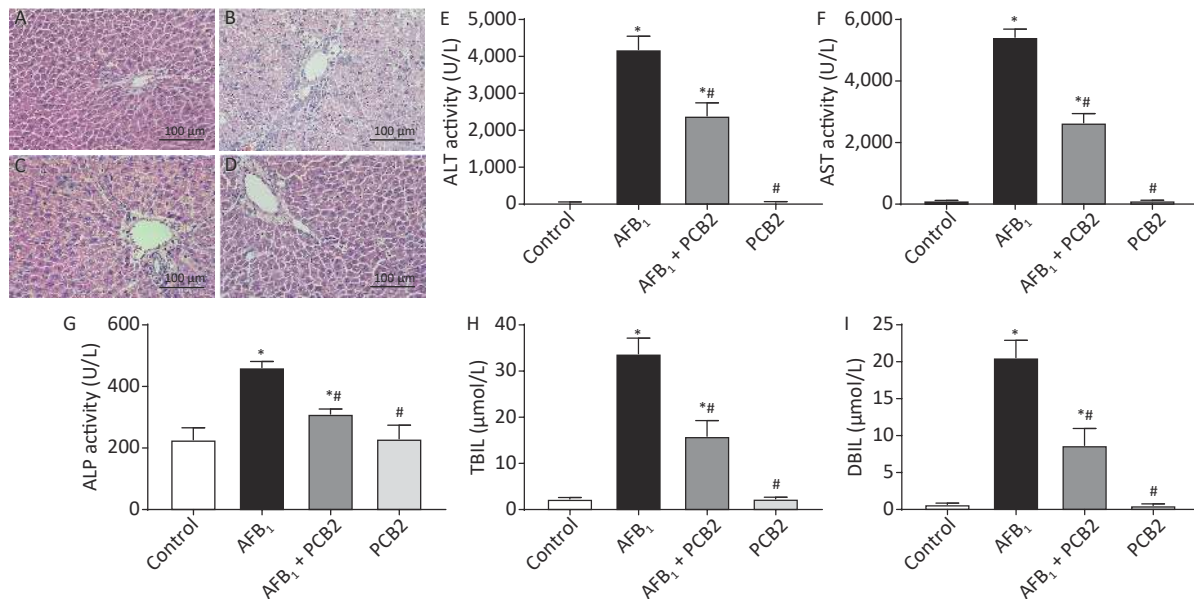 A
100 μm
B
100 μm
C
100 μm
D
100 μm
E
ALT activity (U/L)
5,000
4,000
3,000
2,000
1,000
0
*
*#
#
Control
AFB₁
AFB₁ + PCB2
PCB2
F
AST activity (U/L)
6,000
4,000
2,000
0
*
*#
#
Control
AFB₁
AFB₁ + PCB2
PCB2
G
ALP activity (U/L)
600
400
200
0
*
*#
#
Control
AFB₁
AFB₁ + PCB2
PCB2
H
TBIL (μmol/L)
40
30
20
10
0
*
*#
#
Control
AFB₁
AFB₁ + PCB2
PCB2
I
DBIL (μmol/L)
25
20
15
10
5
0
*
*#
#
Control
AFB₁
AFB₁ + PCB2
PCB2